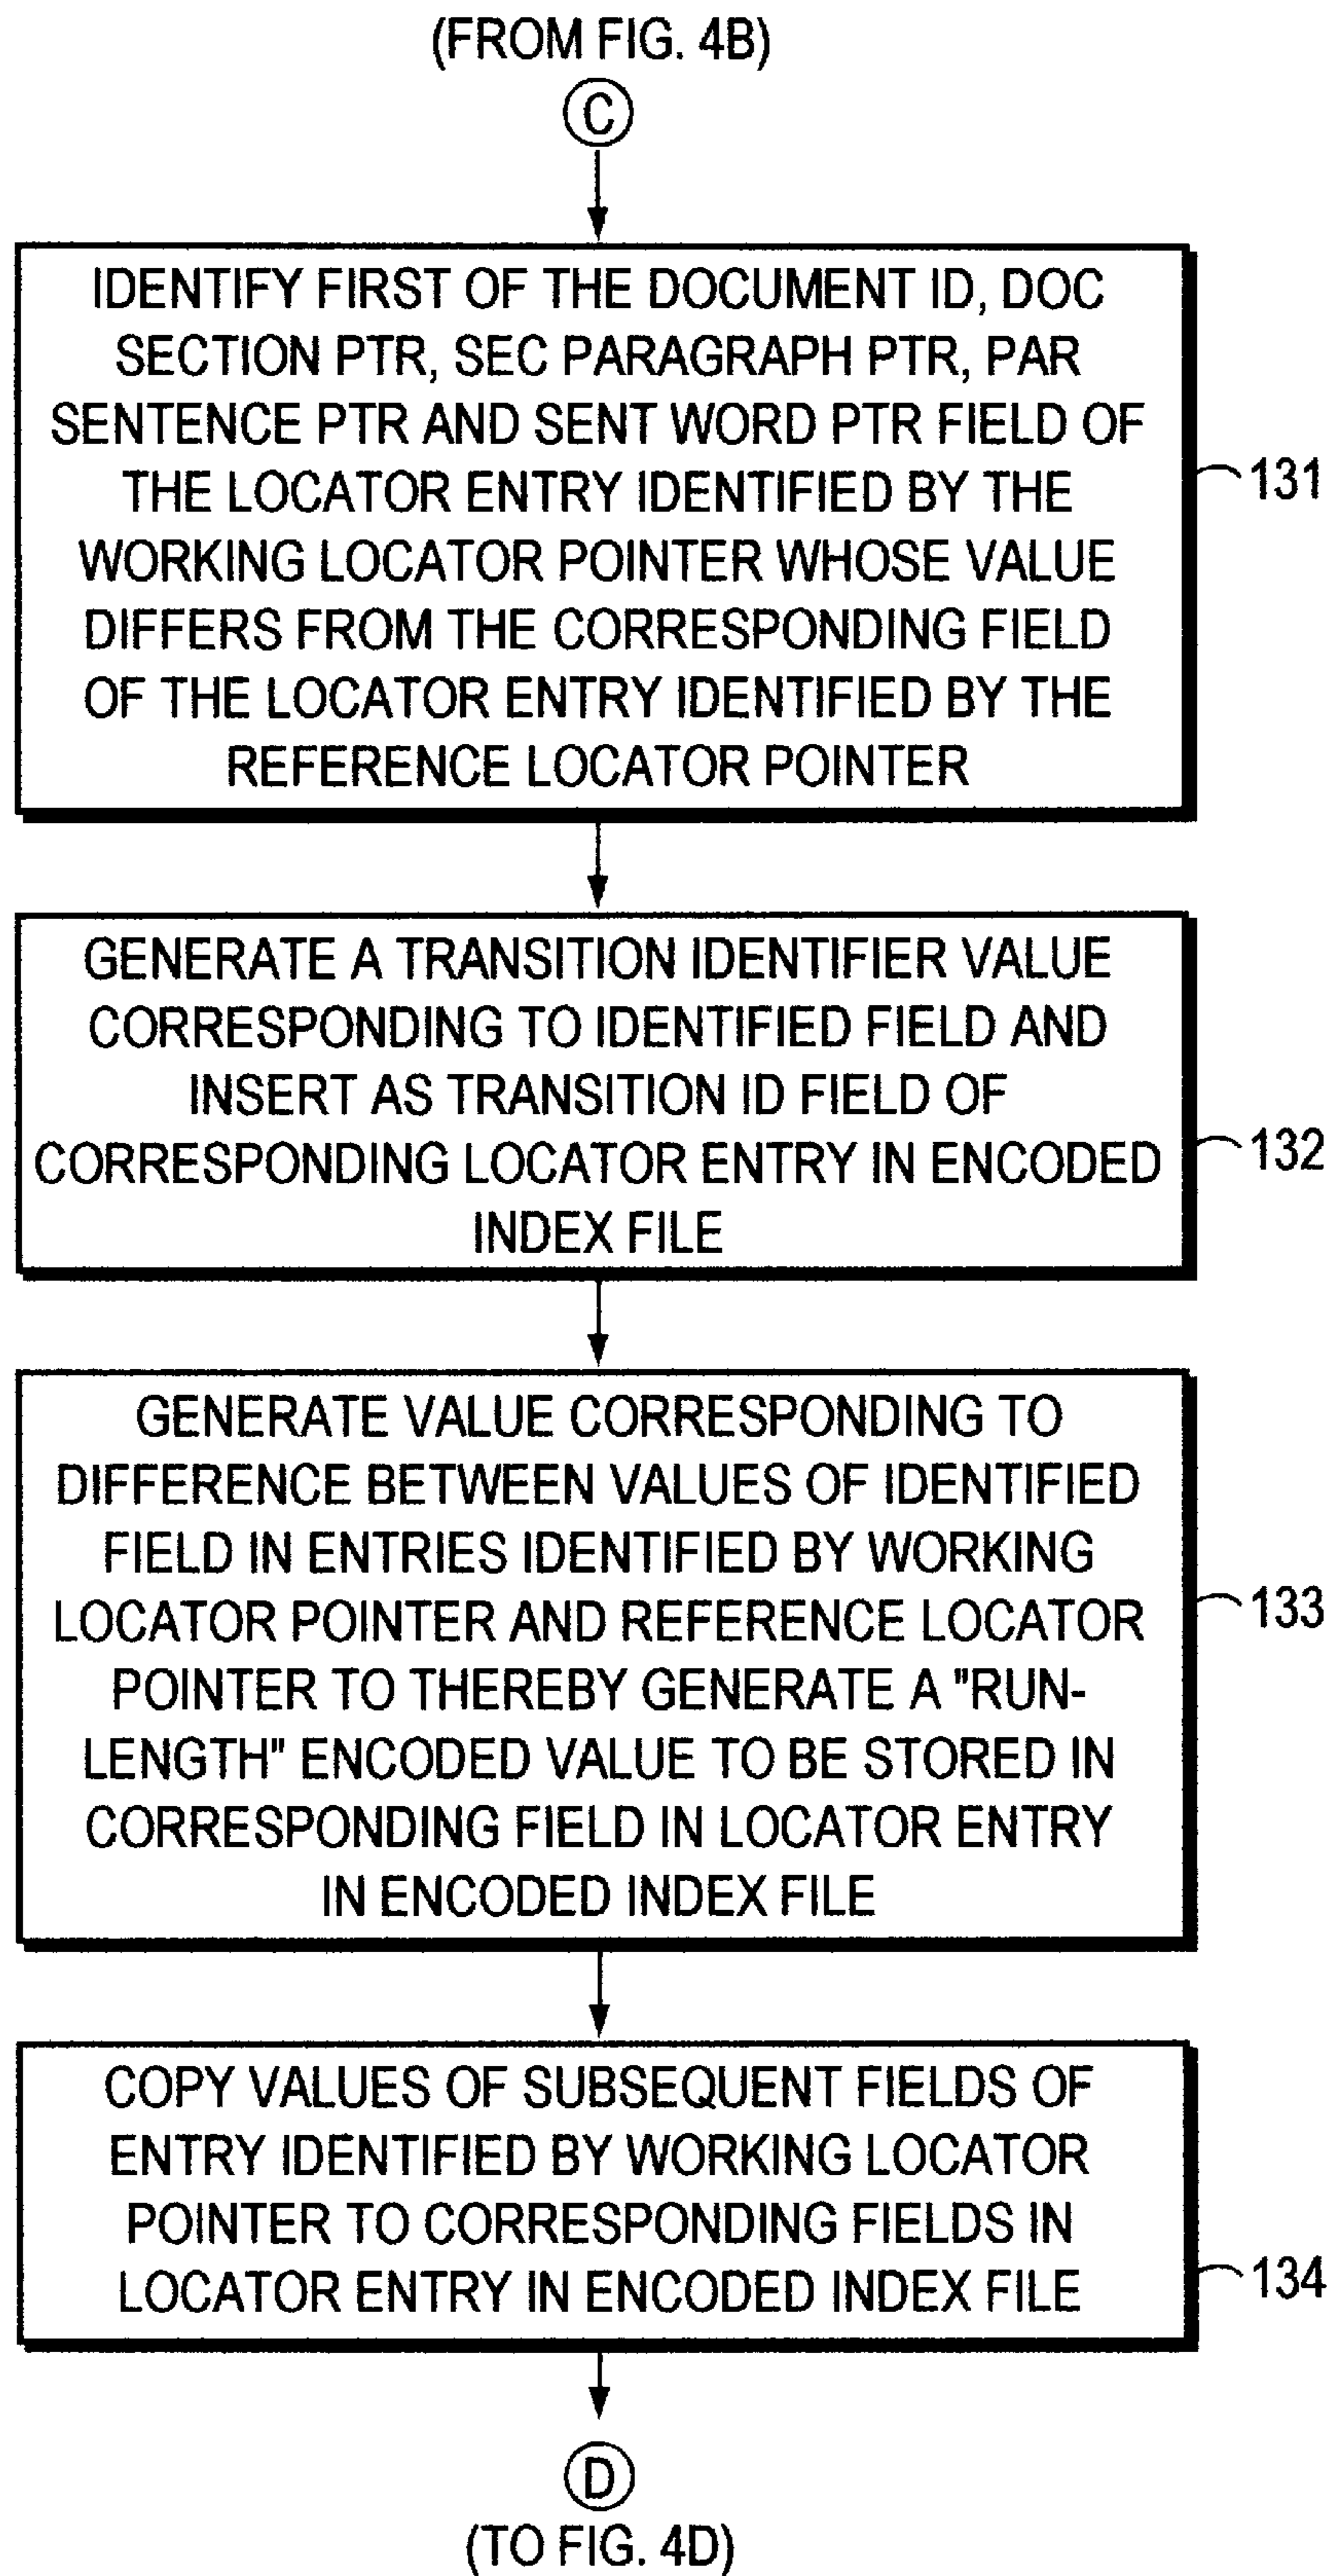 (FROM FIG. 4B)
C
IDENTIFY FIRST OF THE DOCUMENT ID, DOC
SECTION PTR, SEC PARAGRAPH PTR, PAR
SENTENCE PTR AND SENT WORD PTR FIELD OF
THE LOCATOR ENTRY IDENTIFIED BY THE
WORKING LOCATOR POINTER WHOSE VALUE
DIFFERS FROM THE CORRESPONDING FIELD
OF THE LOCATOR ENTRY IDENTIFIED BY THE
REFERENCE LOCATOR POINTER
131
GENERATE A TRANSITION IDENTIFIER VALUE
CORRESPONDING TO IDENTIFIED FIELD AND
INSERT AS TRANSITION ID FIELD OF
CORRESPONDING LOCATOR ENTRY IN ENCODED
INDEX FILE
132
GENERATE VALUE CORRESPONDING TO
DIFFERENCE BETWEEN VALUES OF IDENTIFIED
FIELD IN ENTRIES IDENTIFIED BY WORKING
LOCATOR POINTER AND REFERENCE LOCATOR
POINTER TO THEREBY GENERATE A "RUN-
LENGTH" ENCODED VALUE TO BE STORED IN
CORRESPONDING FIELD IN LOCATOR ENTRY
IN ENCODED INDEX FILE
133
COPY VALUES OF SUBSEQUENT FIELDS OF
ENTRY IDENTIFIED BY WORKING LOCATOR
POINTER TO CORRESPONDING FIELDS IN
LOCATOR ENTRY IN ENCODED INDEX FILE
134
D
(TO FIG. 4D)